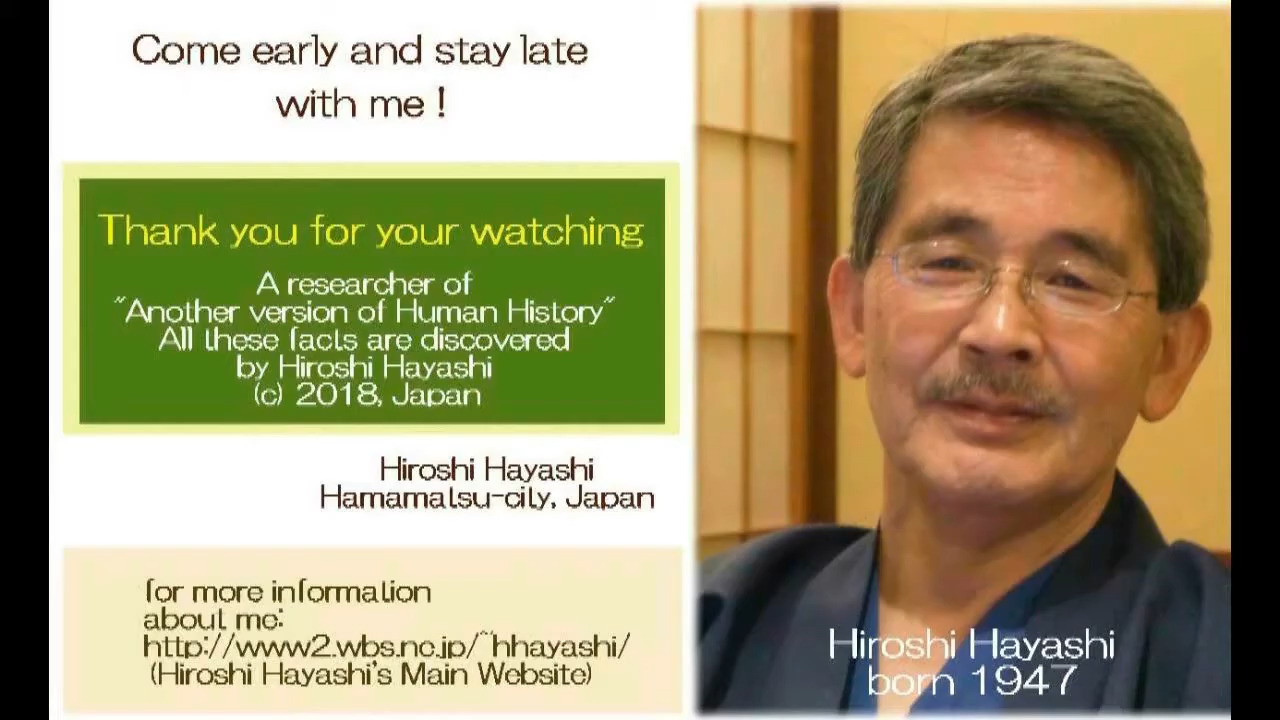 Come early and stay late
with me !
Thank you for your watching
A researcher of
"Another version of Human History"
All these facts are discovered
by Hiroshi Hayashi
(c) 2018, Japan
Hiroshi Hayashi
Hamamatsu-city, Japan
for more information
about me:
http://www2.wbs.ne.jp/~hhayashi/
(Hiroshi Hayashi's Main Website)
Hiroshi Hayashi
born 1947